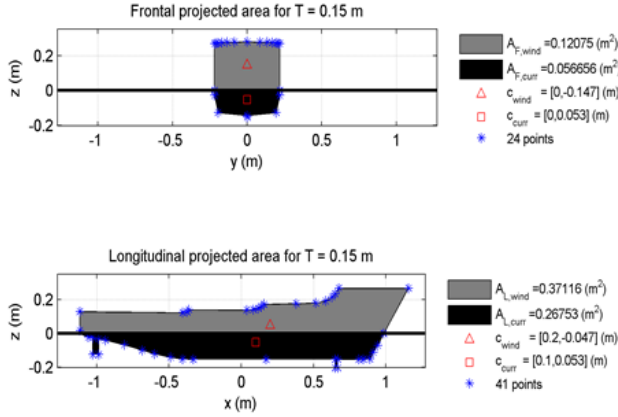 Frontal projected area for T = 0.15 m
z (m)
0.2
0
-0.2
-1
-0.5
0
0.5
1
y (m)
A_F,wind =0.12075 (m²)
A_F,curr =0.056656 (m²)
c_wind = [0,-0.147] (m)
c_curr = [0,0.053] (m)
24 points
Longitudinal projected area for T = 0.15 m
z (m)
0.2
0
-0.2
-1
-0.5
0
0.5
1
x (m)
A_L,wind =0.37116 (m²)
A_L,curr =0.26753 (m²)
c_wind = [0.2,-0.047] (m)
c_curr = [0.1,0.053] (m)
41 points